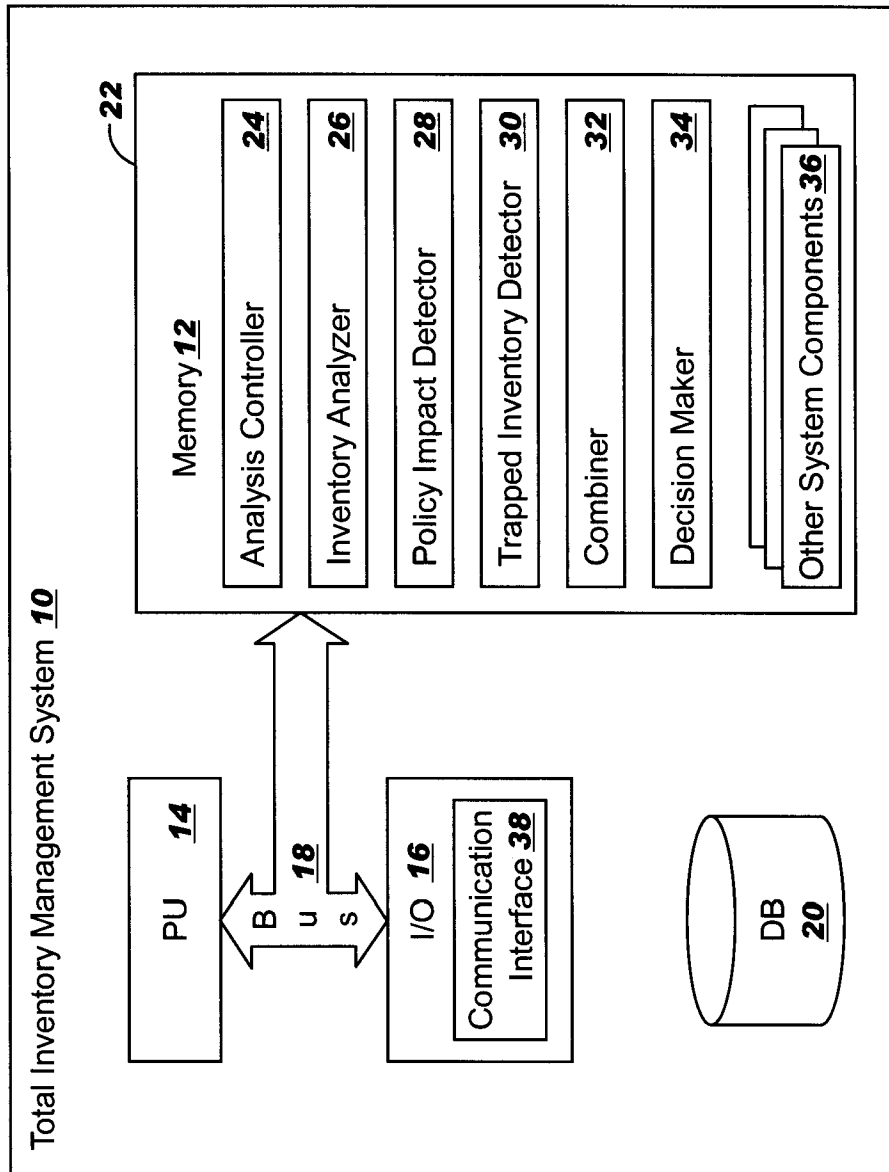 Total Inventory Management System 10
PU
14
Bus
18
I/O 16
Communication
Interface 38
DB
20
22
Memory 12
Analysis Controller 24
Inventory Analyzer 26
Policy Impact Detector 28
Trapped Inventory Detector 30
Combiner 32
Decision Maker 34
Other System Components 36